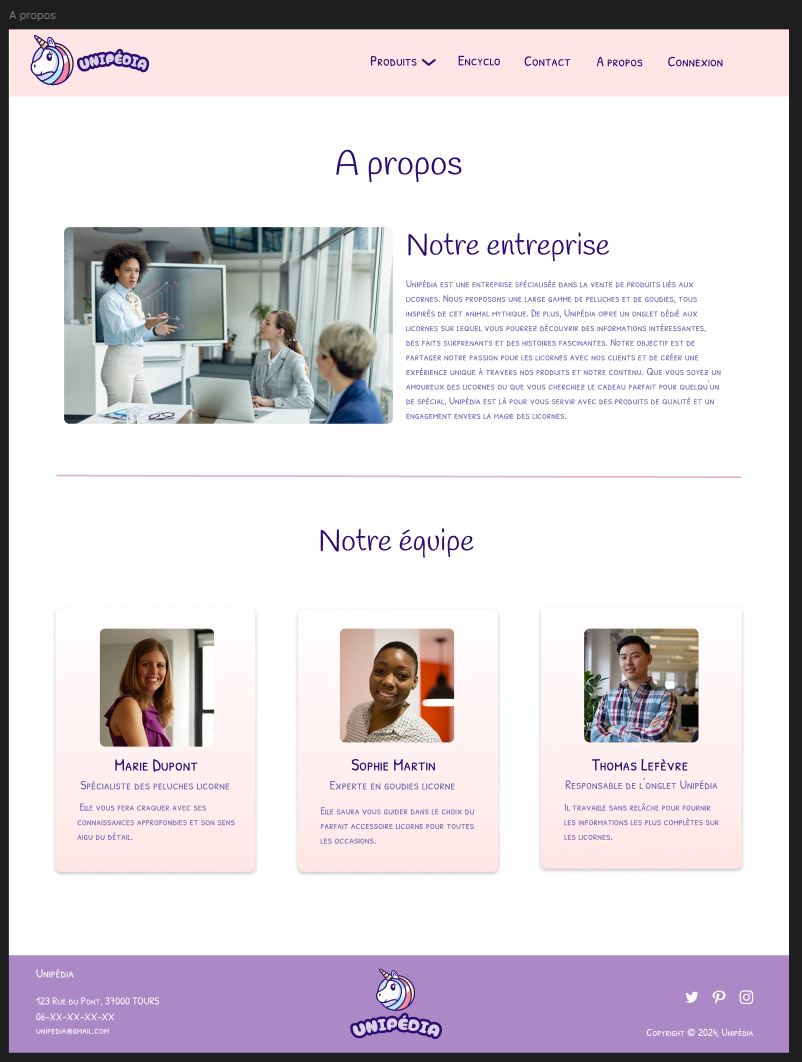 A propos
UNIPÉDIA
Produits
Encyclo
Contact
A propos
Connexion
A propos
Notre entreprise
Unipédia est une entreprise spécialisée dans la vente de produits liés aux
licornes. Nous proposons une large gamme de peluches et de goudies, tous
inspirés de cet animal mythique. De plus, Unipédia offre un onglet dédié aux
licornes sur lequel vous pourrez découvrir des informations intéressantes,
des faits surprenants et des histoires fascinantes. Notre objectif est de
partager notre passion pour les licornes avec nos clients et de créer une
expérience unique à travers nos produits et notre contenu. Que vous soyez un
amoureux des licornes ou que vous cherchiez le cadeau parfait pour quelqu'un
de spécial, Unipédia est là pour vous servir avec des produits de qualité et un
engagement envers la magie des licornes.
Notre équipe
Marie Dupont
Spécialiste des peluches licorne
Elle vous fera craquer avec ses
connaissances approfondies et son sens
aigu du détail.
Sophie Martin
Experte en goudies licorne
Elle saura vous guider dans le choix du
parfait accessoire licorne pour toutes
les occasions.
Thomas Lefèvre
Responsable de l'onglet Unipédia
Il travaille sans relâche pour fournir
les informations les plus complètes sur
les licornes.
Unipédia
123 Rue du Pont, 37000 TOURS
06-XX-XX-XX-XX
unipedia@gmail.com
UNIPÉDIA
Copyright © 2024, Unipédia